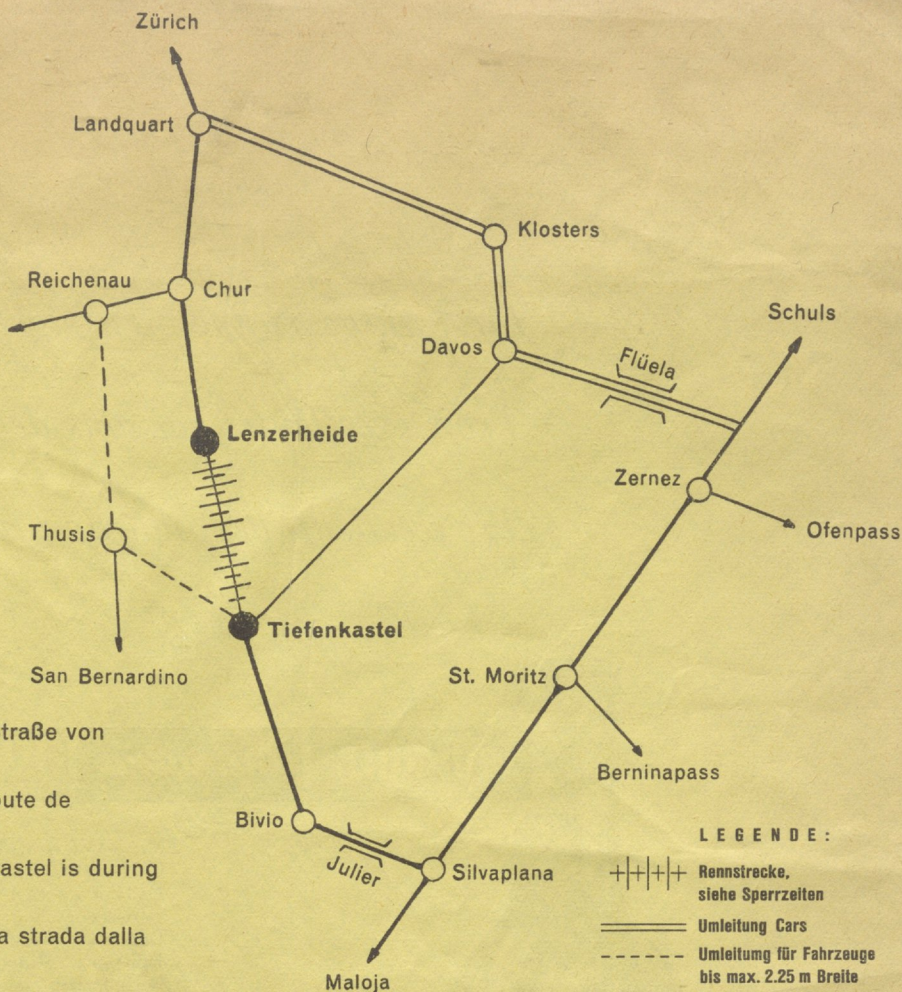 Zürich
Landquart
Klosters
Reichenau
Chur
Schuls
Davos
Flüela
Lenzerheide
Zernez
Thusis
Ofenpass
Tiefenkastel
San Bernardino
St. Moritz
traße von
Berninapass
oute de
Bivio
LEGENDE:
Julier
Silvaplana
astel is during
Rennstrecke,
siehe Sperrzeiten
Umleitung Cars
a strada dalla
Umleitumg für Fahrzeuge
bis max. 2.25 m Breite
Maloja